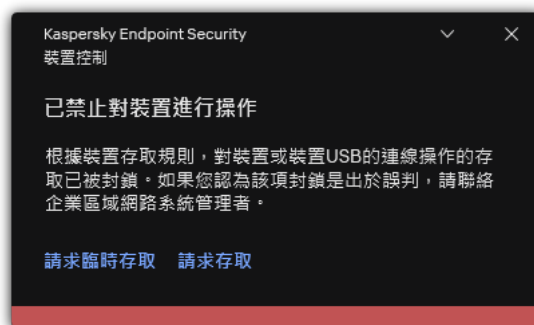 Kaspersky Endpoint Security
裝置控制
已禁止對裝置進行操作
根據裝置存取規則，對裝置或裝置USB的連線操作的存
取已被封鎖。如果您認為該項封鎖是出於誤判，請聯絡
企業區域網路系統管理者。
請求臨時存取 請求存取